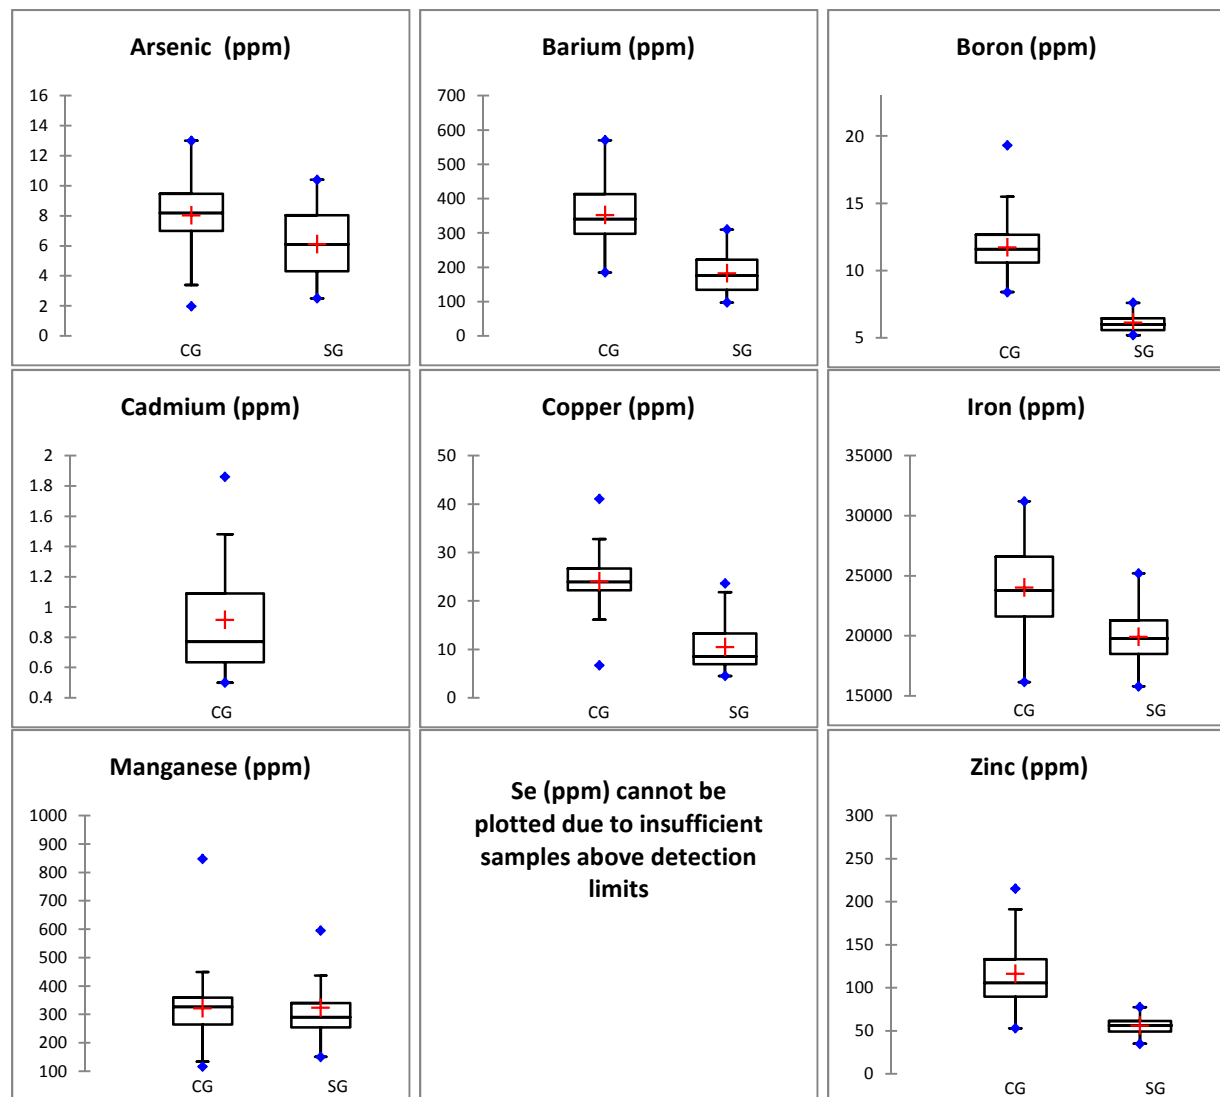 Arsenic  (ppm)
16
14
12
10
8
6
4
2
0
CG
SG
Barium (ppm)
700
600
500
400
300
200
100
0
CG
SG
Boron (ppm)
20
15
10
5
CG
SG
Cadmium (ppm)
2
1.8
1.6
1.4
1.2
1
0.8
0.6
0.4
CG
Copper (ppm)
50
40
30
20
10
0
CG
SG
Iron (ppm)
35000
30000
25000
20000
15000
CG
SG
Manganese (ppm)
1000
900
800
700
600
500
400
300
200
100
CG
SG
Se (ppm) cannot be
plotted due to insufficient
samples above detection
limits
Zinc (ppm)
300
250
200
150
100
50
0
CG
SG